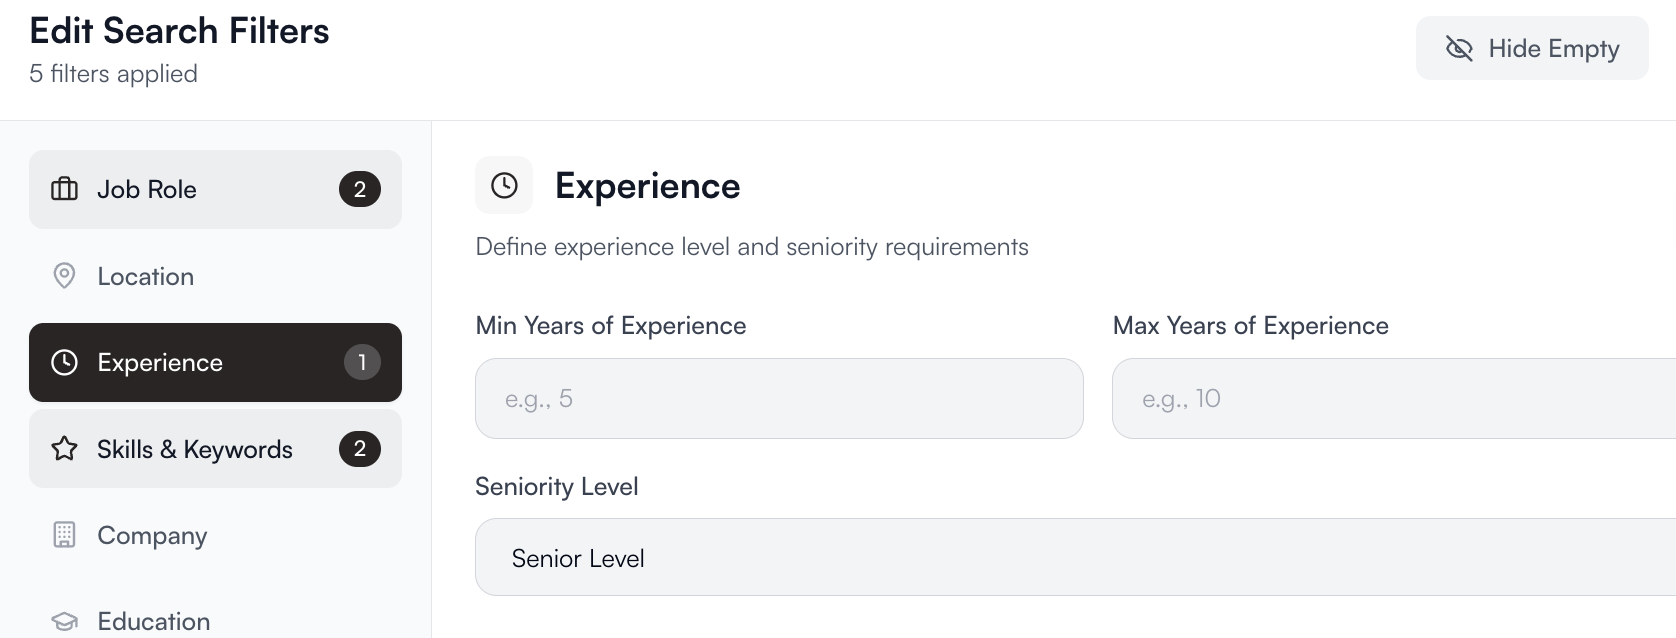 Edit Search Filters
5 filters applied
Hide Empty
Job Role 2
Location
Experience 1
Skills & Keywords 2
Company
Education
Experience
Define experience level and seniority requirements
Min Years of Experience
e.g., 5
Max Years of Experience
e.g., 10
Seniority Level
Senior Level